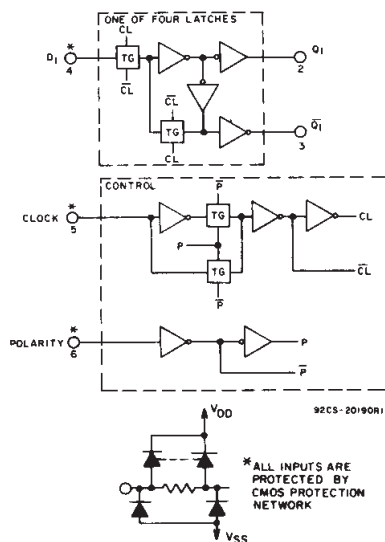 ONE OF FOUR LATCHES
CL
*
D1
4
TG
CL
Q1
2
CL
TG
CL
Q1
3
CONTROL
P
*
CLOCK
5
TG
CL
P
TG
CL
P
*
POLARITY
6
P
P
92CS-20190RI
VDD
*ALL INPUTS ARE
PROTECTED BY
CMOS PROTECTION
NETWORK
VSS